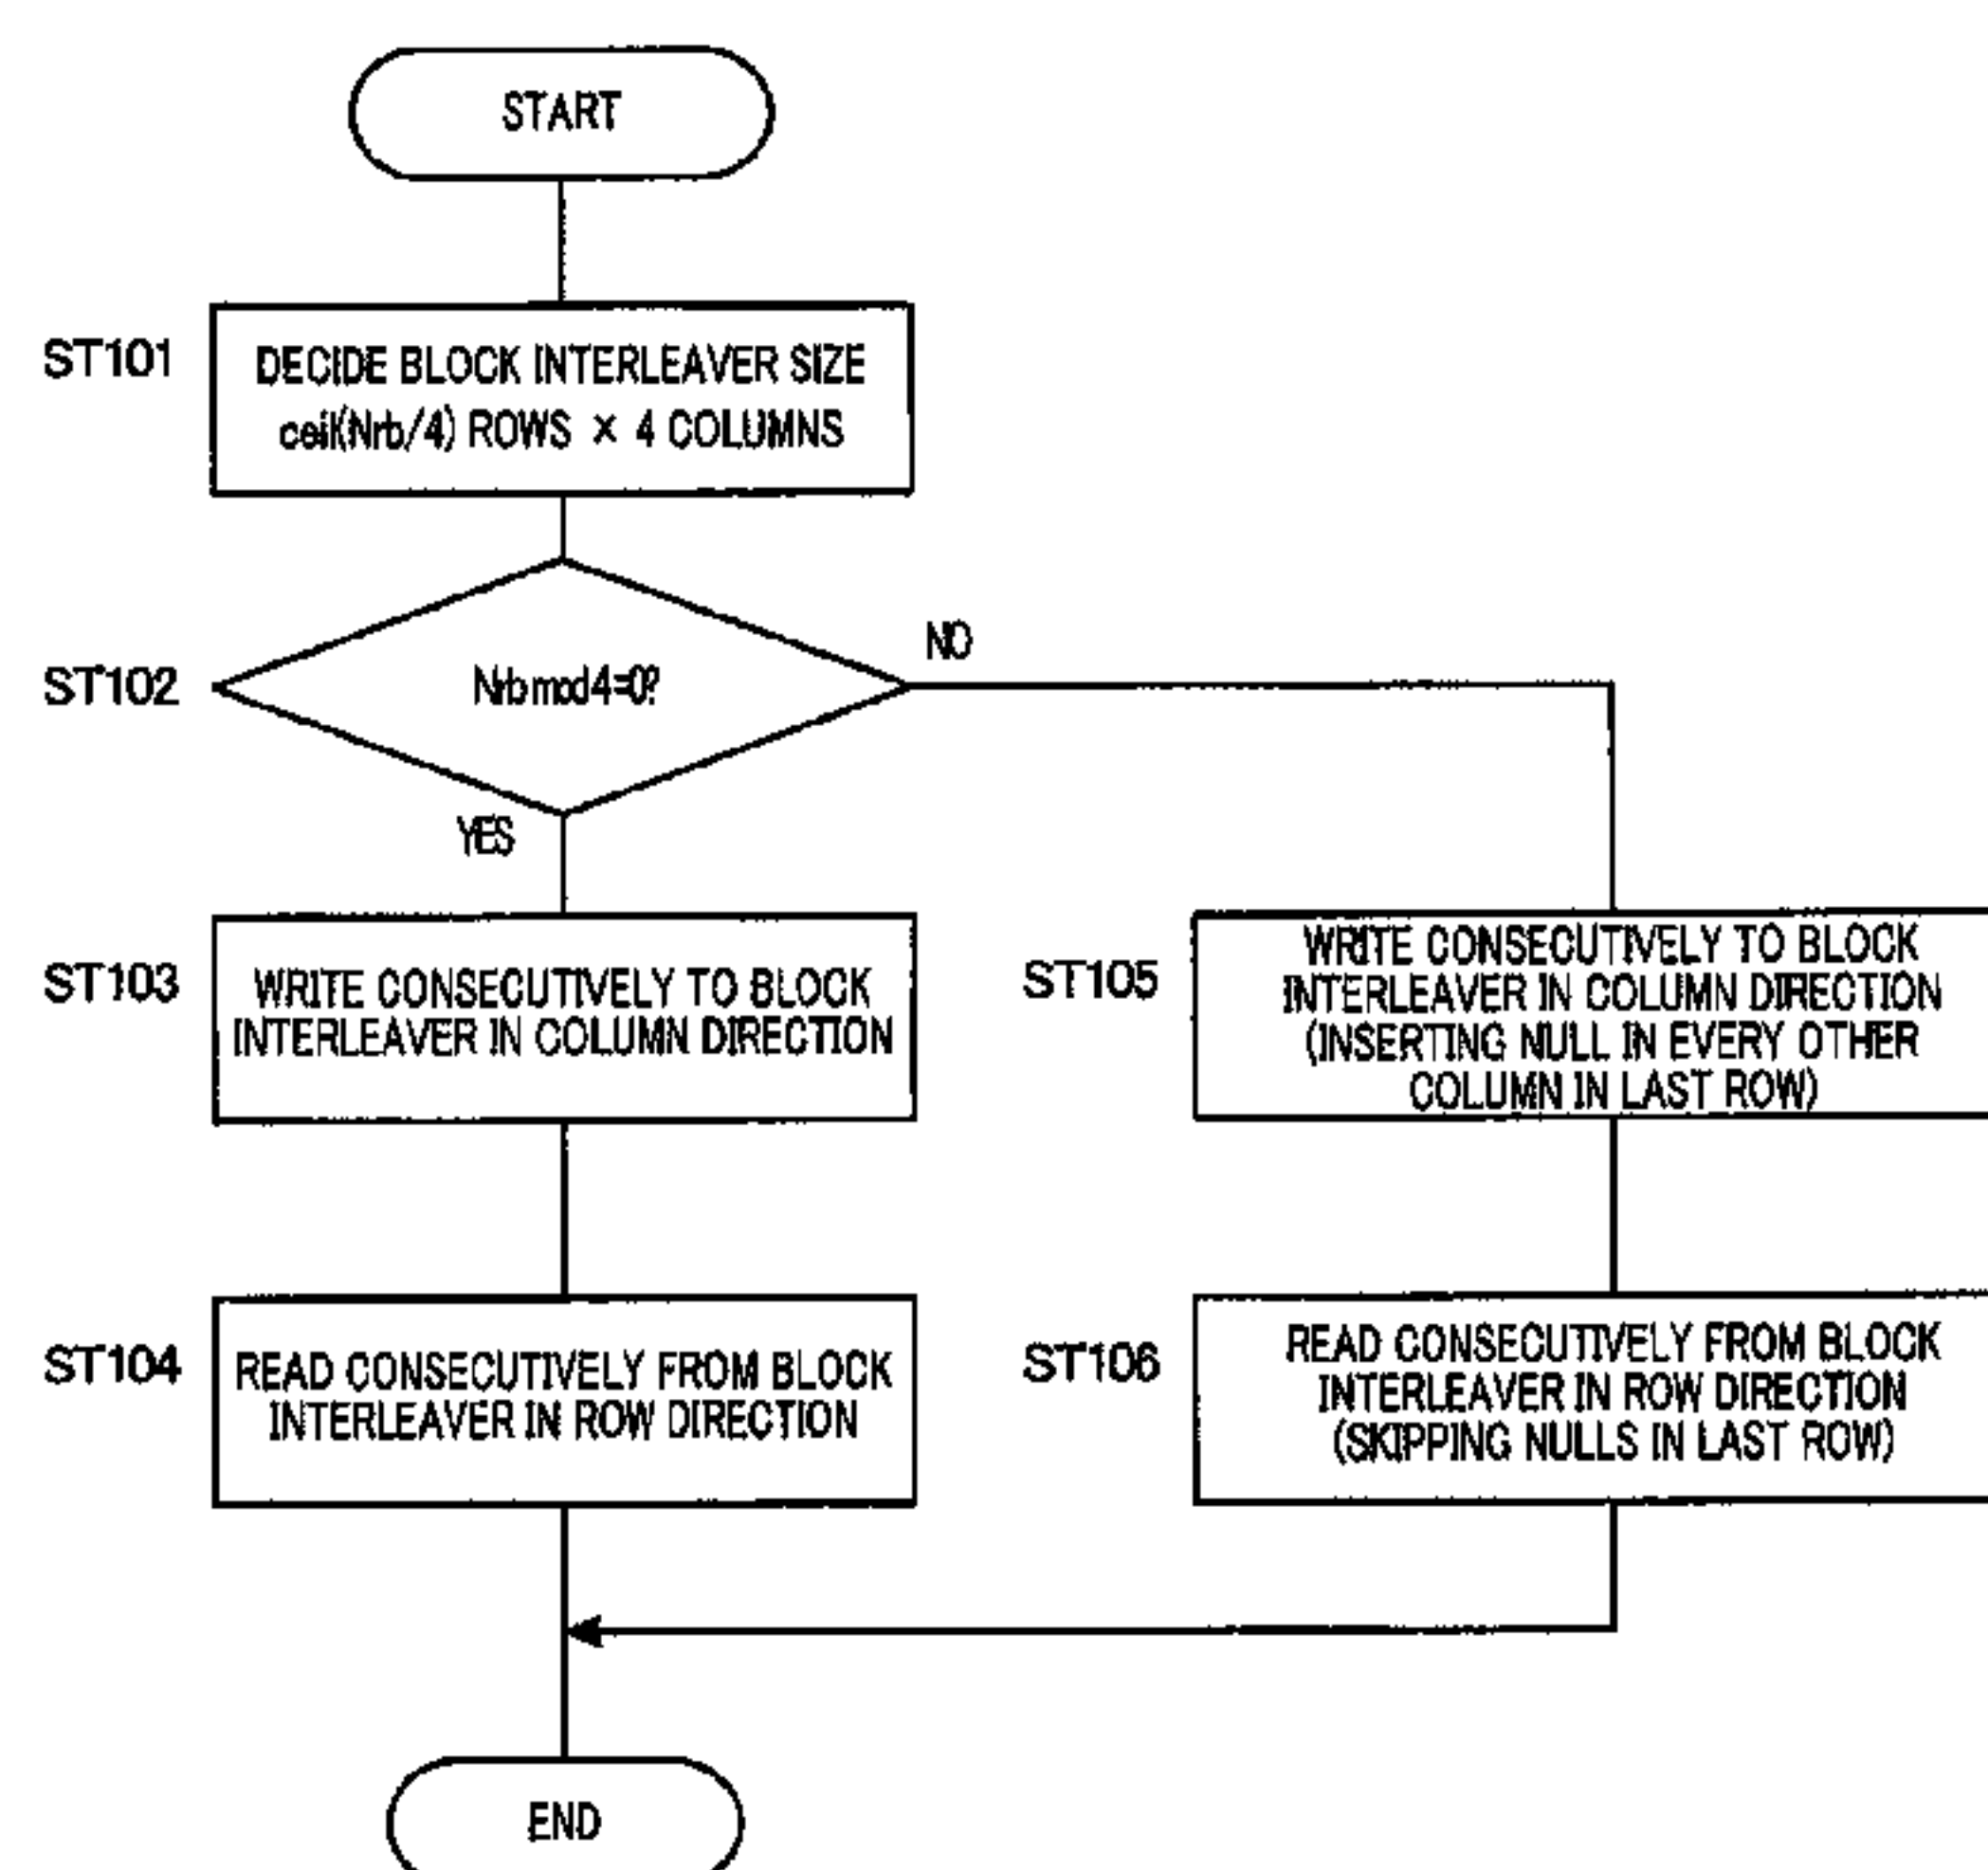 START
ST101
DECIDE BLOCK INTERLEAVER SIZE
ceil(Nrb/4) ROWS × 4 COLUMNS
ST102
Nrb mod 4=0?
NO
YES
ST103
WRITE CONSECUTIVELY TO BLOCK
INTERLEAVER IN COLUMN DIRECTION
ST105
WRITE CONSECUTIVELY TO BLOCK
INTERLEAVER IN COLUMN DIRECTION
(INSERTING NULL IN EVERY OTHER
COLUMN IN LAST ROW)
ST104
READ CONSECUTIVELY FROM BLOCK
INTERLEAVER IN ROW DIRECTION
ST106
READ CONSECUTIVELY FROM BLOCK
INTERLEAVER IN ROW DIRECTION
(SKIPPING NULLS IN LAST ROW)
END